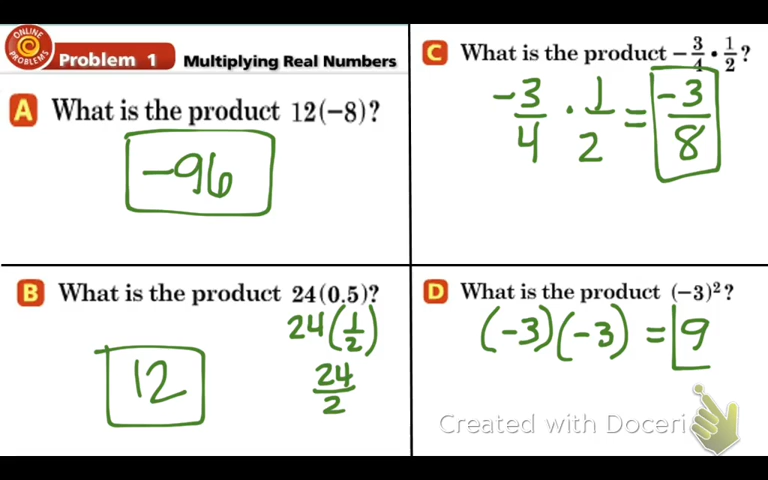 ONLINE
PROBLEMS
Problem 1 Multiplying Real Numbers
A What is the product 12(−8)?
−96
B What is the product 24(0.5)?
24(1/2)
24/2
12
C What is the product −3/4 · 1/2?
−3/4 · 1/2 = −3/8
D What is the product (−3)²?
(−3)(−3) = 9
Created with Doceri